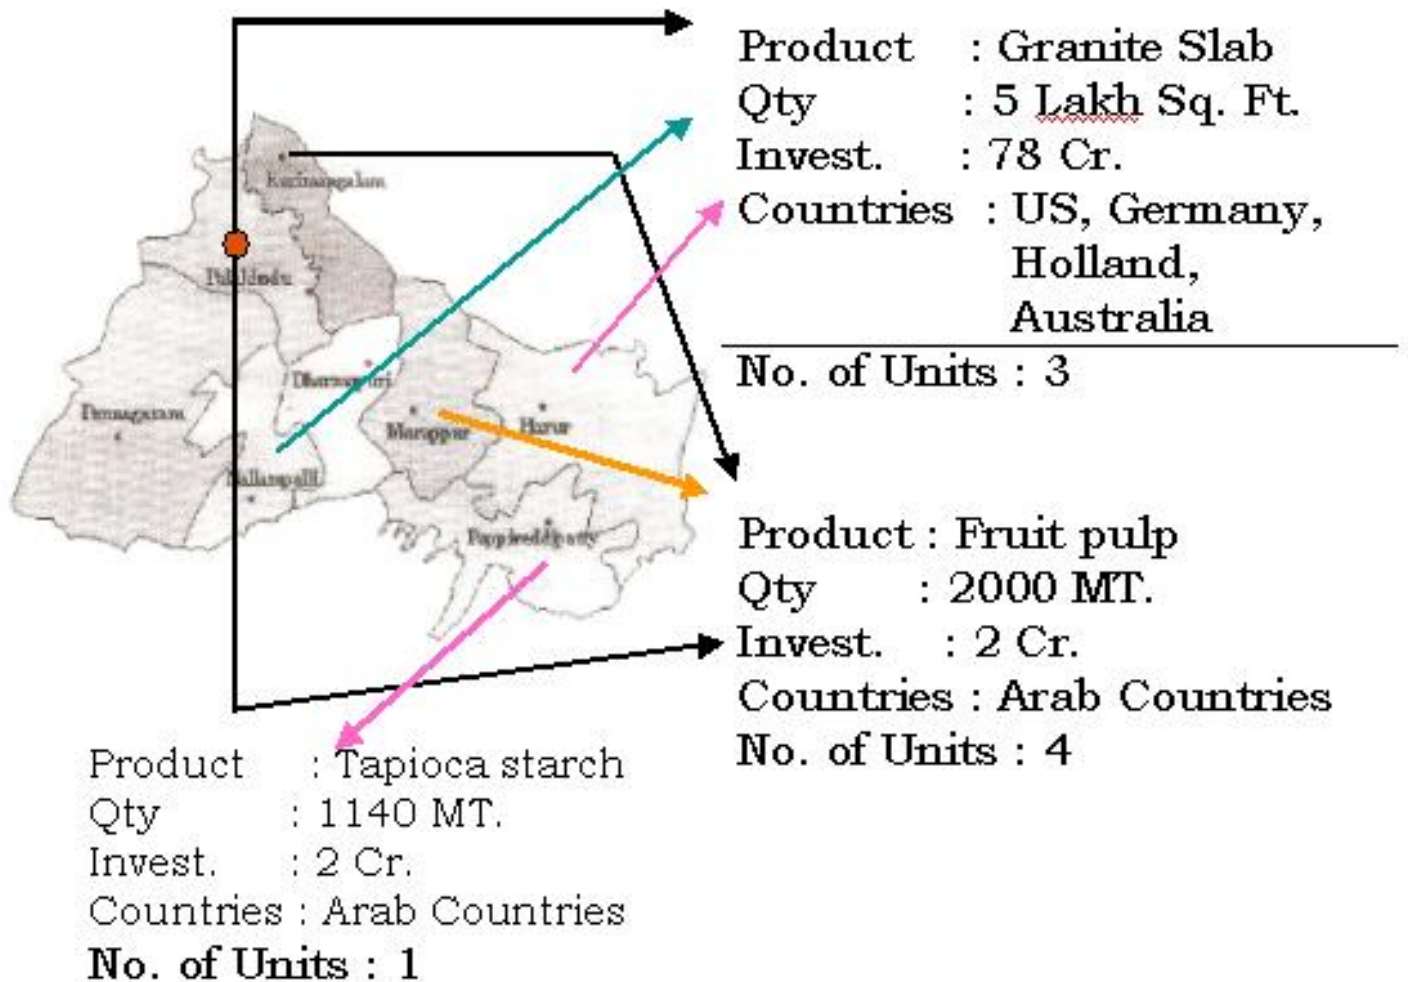 Product : Granite Slab
Qty : 5 Lakh Sq. Ft.
Invest. : 78 Cr.
Countries : US, Germany,
Holland,
Australia
No. of Units : 3
Karimangalam
Dharmapuri
Pennagaram
Harur
Nallampalli
Product : Fruit pulp
Qty : 2000 MT.
Invest. : 2 Cr.
Countries : Arab Countries
No. of Units : 4
Product : Tapioca starch
Qty : 1140 MT.
Invest. : 2 Cr.
Countries : Arab Countries
No. of Units : 1